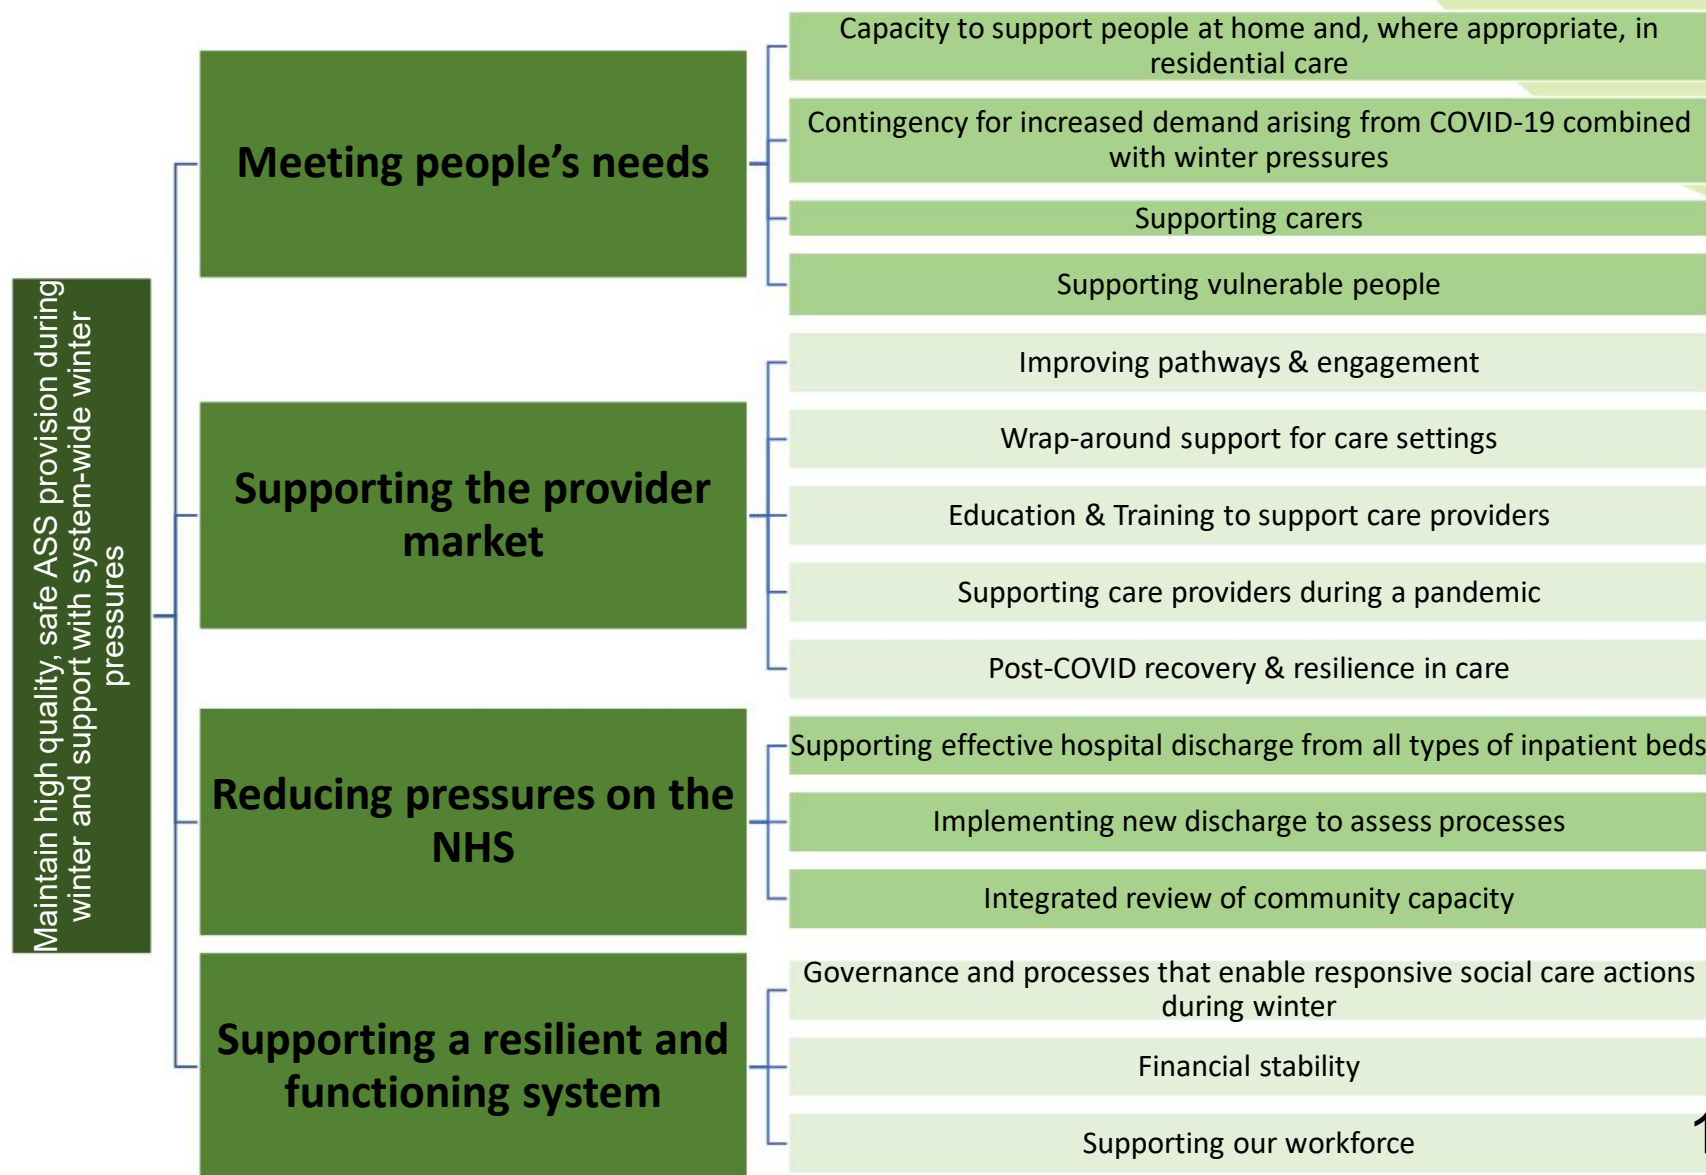 Maintain high quality, safe ASS provision during
winter and support with system-wide winter
pressures
Meeting people’s needs
Capacity to support people at home and, where appropriate, in
residential care
Contingency for increased demand arising from COVID-19 combined
with winter pressures
Supporting carers
Supporting vulnerable people
Supporting the provider
market
Improving pathways & engagement
Wrap-around support for care settings
Education & Training to support care providers
Supporting care providers during a pandemic
Post-COVID recovery & resilience in care
Reducing pressures on the
NHS
Supporting effective hospital discharge from all types of inpatient beds
Implementing new discharge to assess processes
Integrated review of community capacity
Supporting a resilient and
functioning system
Governance and processes that enable responsive social care actions
during winter
Financial stability
Supporting our workforce